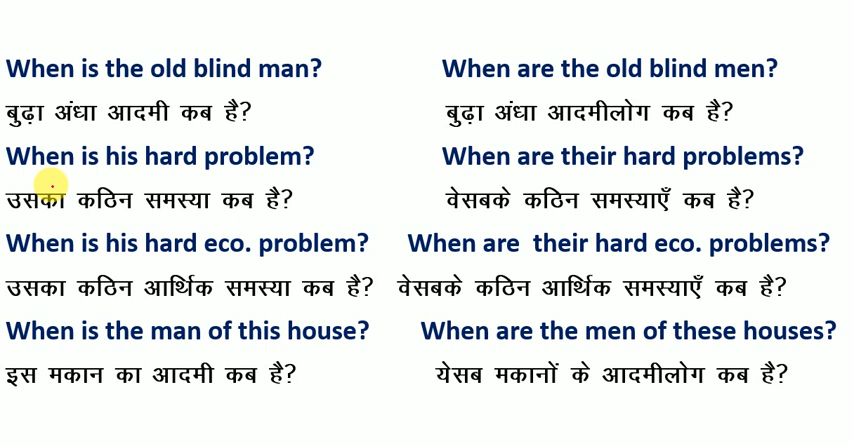 When is the old blind man? When are the old blind men?
बुढ़ा अंधा आदमी कब है? बुढ़ा अंधा आदमीलोग कब है?
When is his hard problem? When are their hard problems?
उसका कठिन समस्या कब है? वेसबके कठिन समस्याएँ कब है?
When is his hard eco. problem? When are their hard eco. problems?
उसका कठिन आर्थिक समस्या कब है? वेसबके कठिन आर्थिक समस्याएँ कब है?
When is the man of this house? When are the men of these houses?
इस मकान का आदमी कब है? येसब मकानों के आदमीलोग कब है?